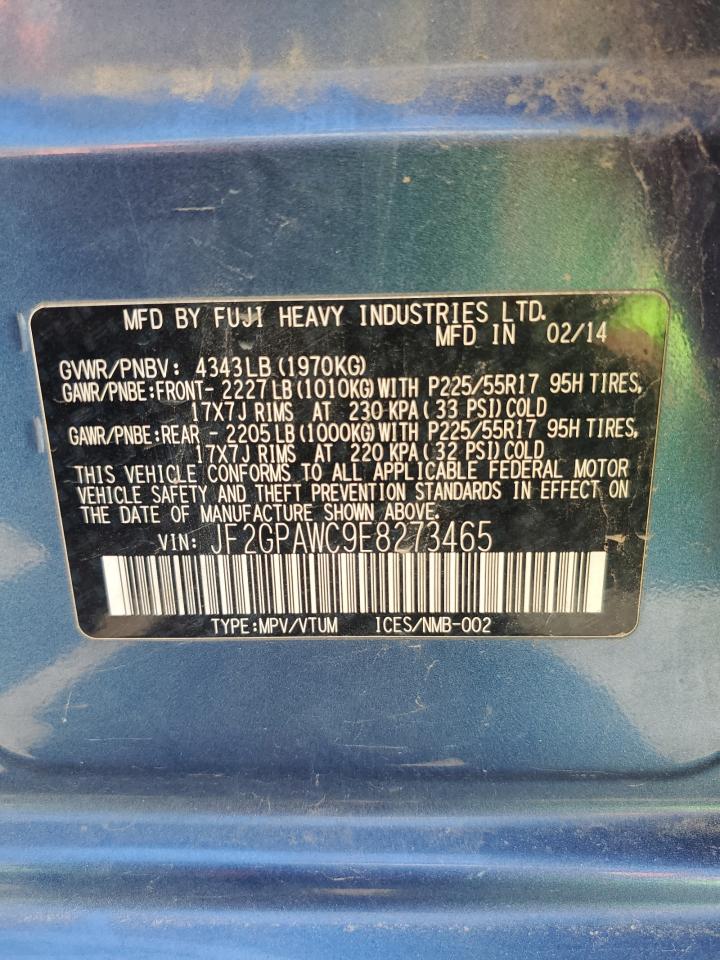 MFD BY FUJI HEAVY INDUSTRIES LTD.
MFD IN 02/14
GVWR/PNBV: 4343LB (1970KG)
GAWR/PNBE:FRONT- 2227LB (1010KG) WITH P225/55R17 95H TIRES,
17X7J RIMS AT 230 KPA ( 33 PSI) COLD
GAWR/PNBE:REAR - 2205LB (1000KG) WITH P225/55R17 95H TIRES,
17X7J RIMS AT 220 KPA ( 32 PSI) COLD
THIS VEHICLE CONFORMS TO ALL APPLICABLE FEDERAL MOTOR
VEHICLE SAFETY AND THEFT PREVENTION STANDARDS IN EFFECT ON
THE DATE OF MANUFACTURE SHOWN ABOVE.
VIN: JF2GPAWC9E8273465
TYPE:MPV/VTUM ICES/NMB-002